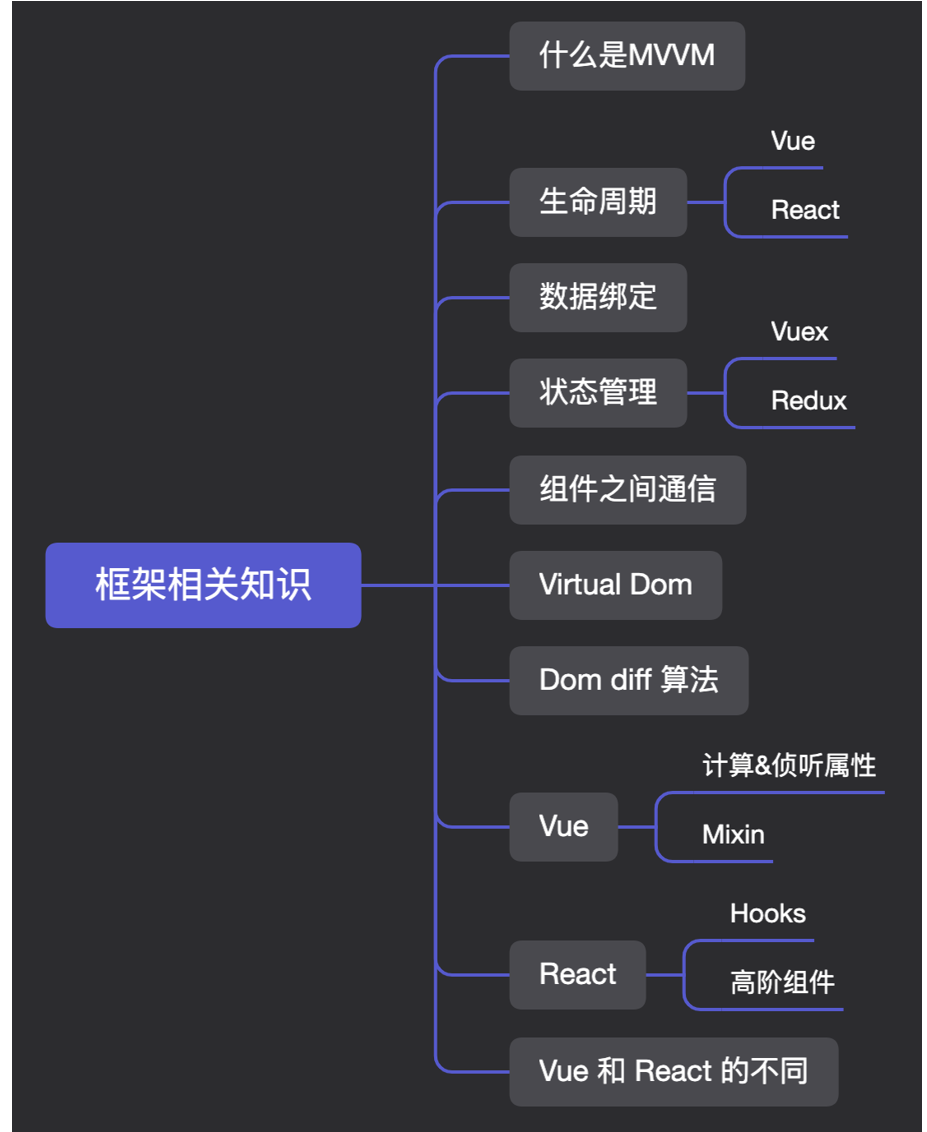 什么是MVVM
Vue
生命周期
React
数据绑定
Vuex
状态管理
Redux
组件之间通信
框架相关知识
Virtual Dom
Dom diff 算法
计算&侦听属性
Vue
Mixin
Hooks
React
高阶组件
Vue 和 React 的不同